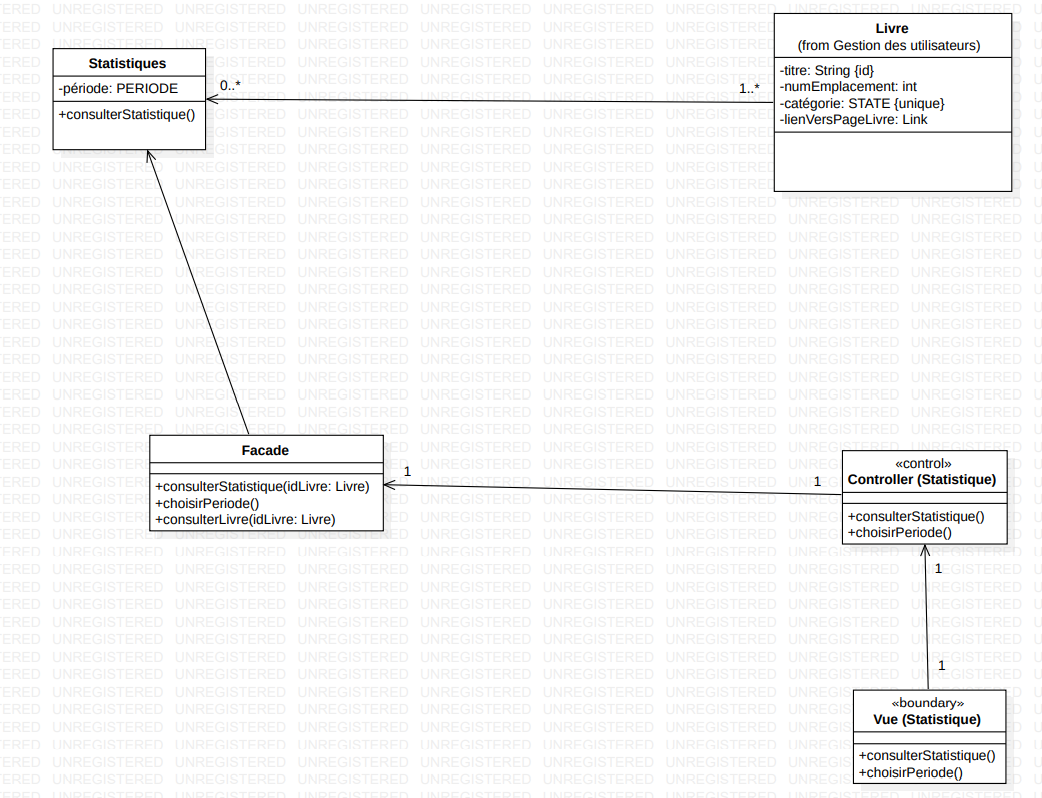 Statistiques
-période: PERIODE
+consulterStatistique()
0..*
1..*
Livre
(from Gestion des utilisateurs)
-titre: String {id}
-numEmplacement: int
-catégorie: STATE {unique}
-lienVersPageLivre: Link
Facade
+consulterStatistique(idLivre: Livre)
+choisirPeriode()
+consulterLivre(idLivre: Livre)
1
1
«control»
Controller (Statistique)
+consulterStatistique()
+choisirPeriode()
1
1
«boundary»
Vue (Statistique)
+consulterStatistique()
+choisirPeriode()
UNREGISTERED